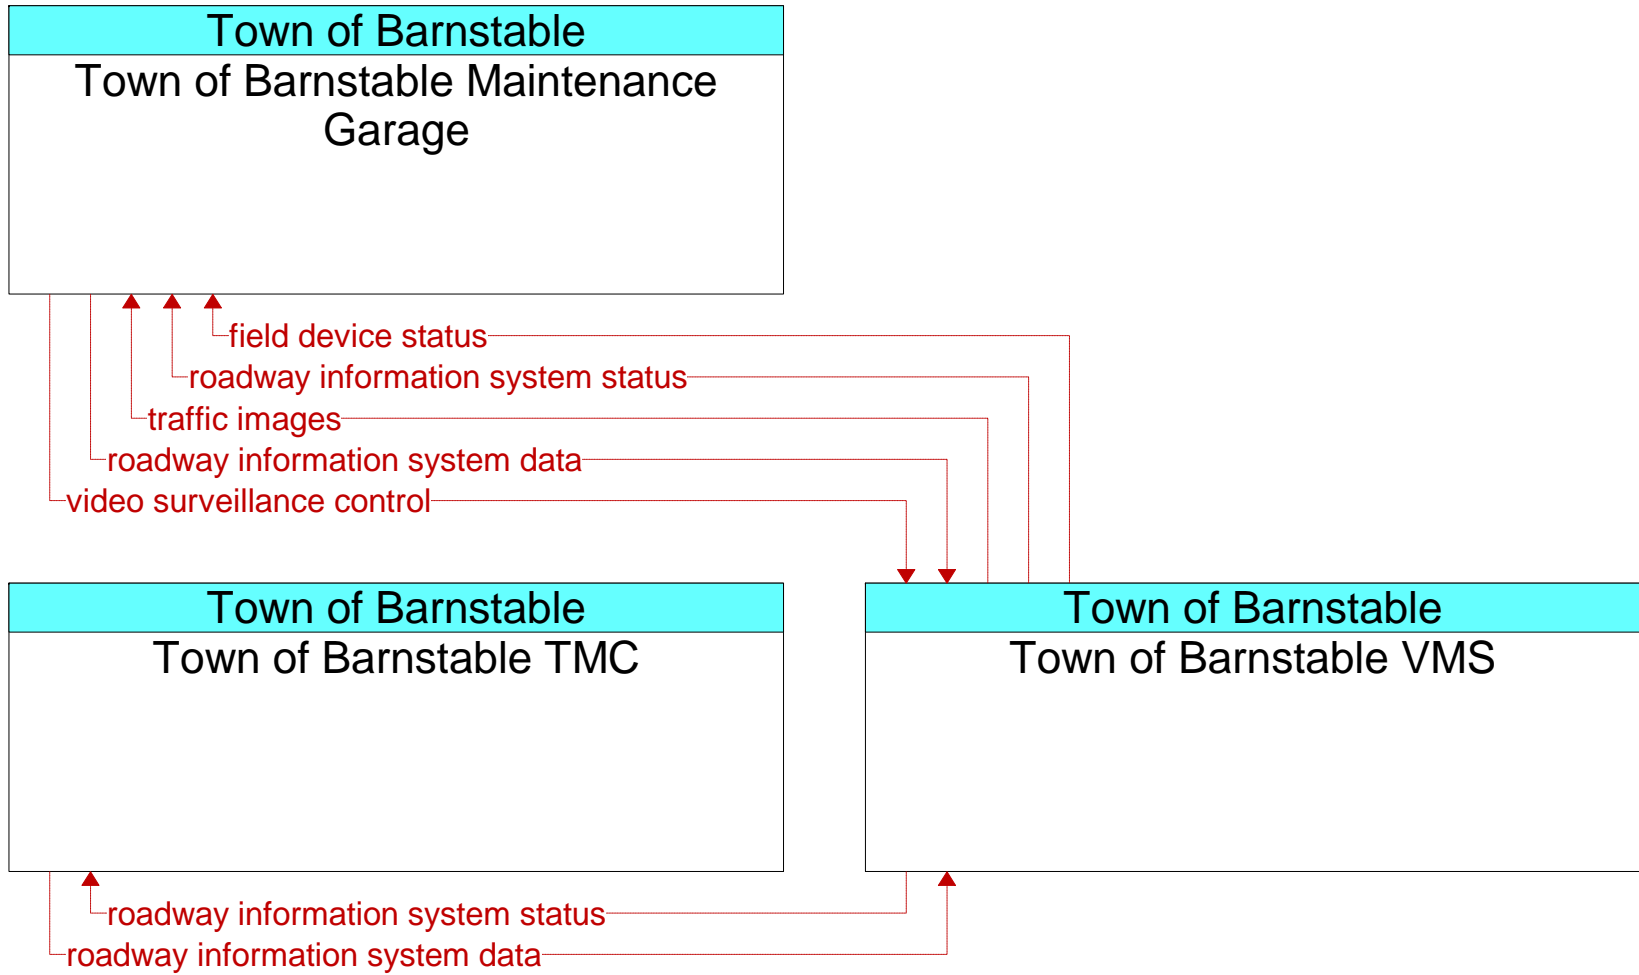 Town of Barnstable
Town of Barnstable Maintenance
Garage
field device status
roadway information system status
traffic images
roadway information system data
video surveillance control
Town of Barnstable
Town of Barnstable TMC
Town of Barnstable
Town of Barnstable VMS
roadway information system status
roadway information system data